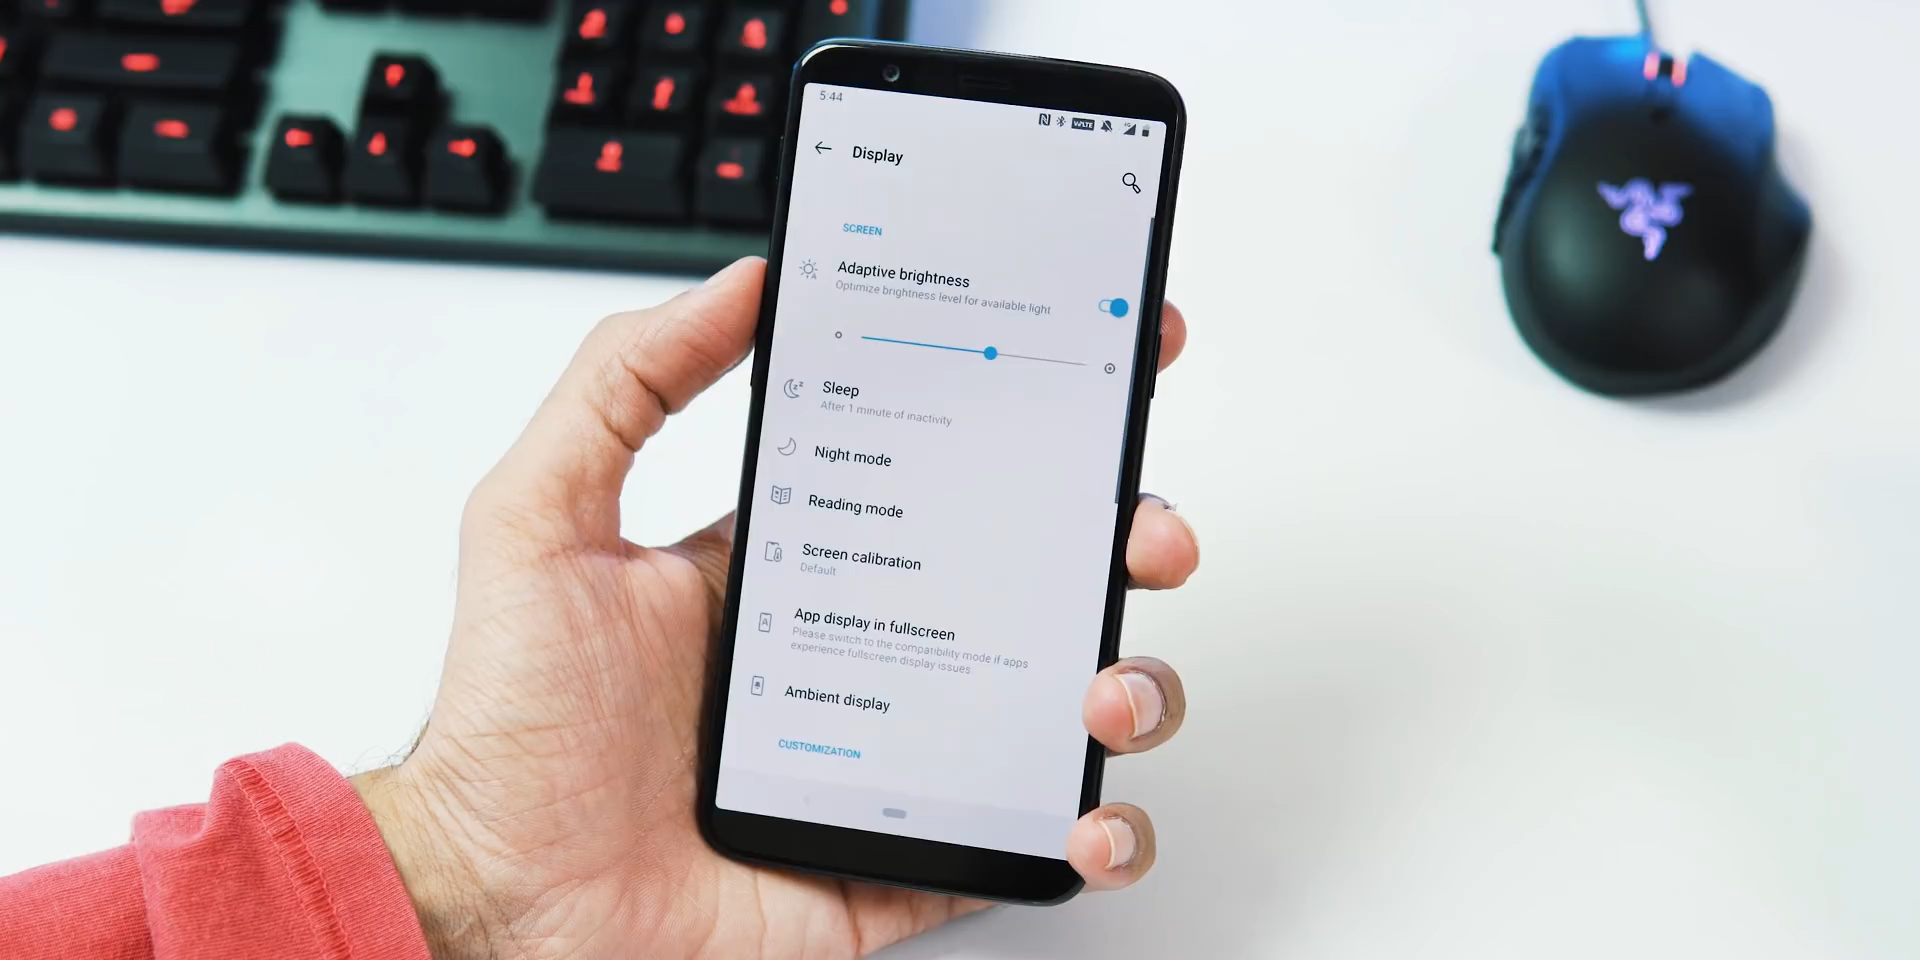 5:44
VoLTE
4G
Display
SCREEN
Adaptive brightness
Optimize brightness level for available light
Sleep
After 1 minute of inactivity
Night mode
Reading mode
Screen calibration
Default
App display in fullscreen
Please switch to the compatibility mode if apps
experience fullscreen display issues
Ambient display
CUSTOMIZATION